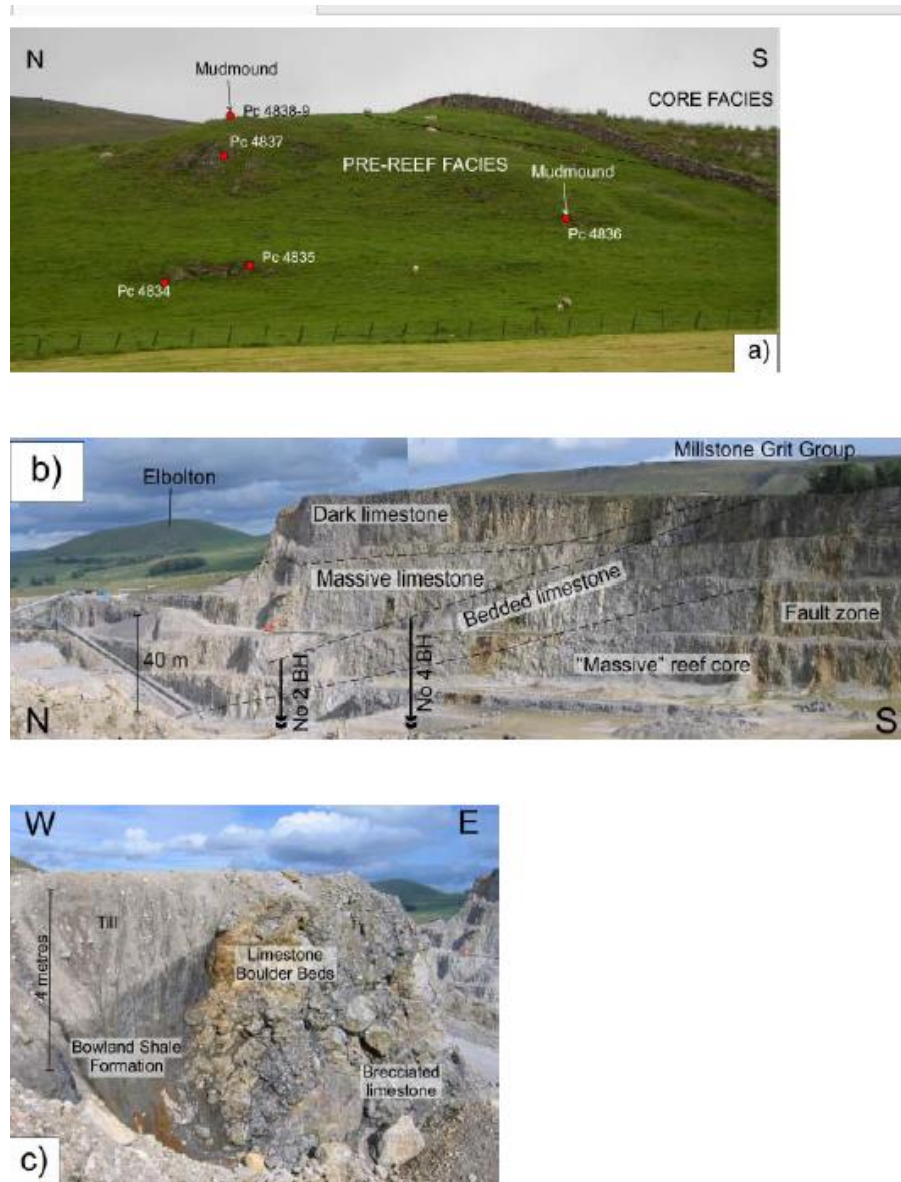 N
S
Mudmound
CORE FACIES
Pc 4838-9
Pc 4837
PRE-REEF FACIES
Mudmound
Pc 4836
Pc 4835
Pc 4834
a)
b)
Millstone Grit Group
Elbolton
Dark limestone
Massive limestone
Bedded limestone
Fault zone
40 m
"Massive" reef core
No 2 BH
No 4 BH
N
S
W
E
Till
4 metres
Limestone
Boulder Beds
Bowland Shale
Formation
Brecciated
limestone
c)